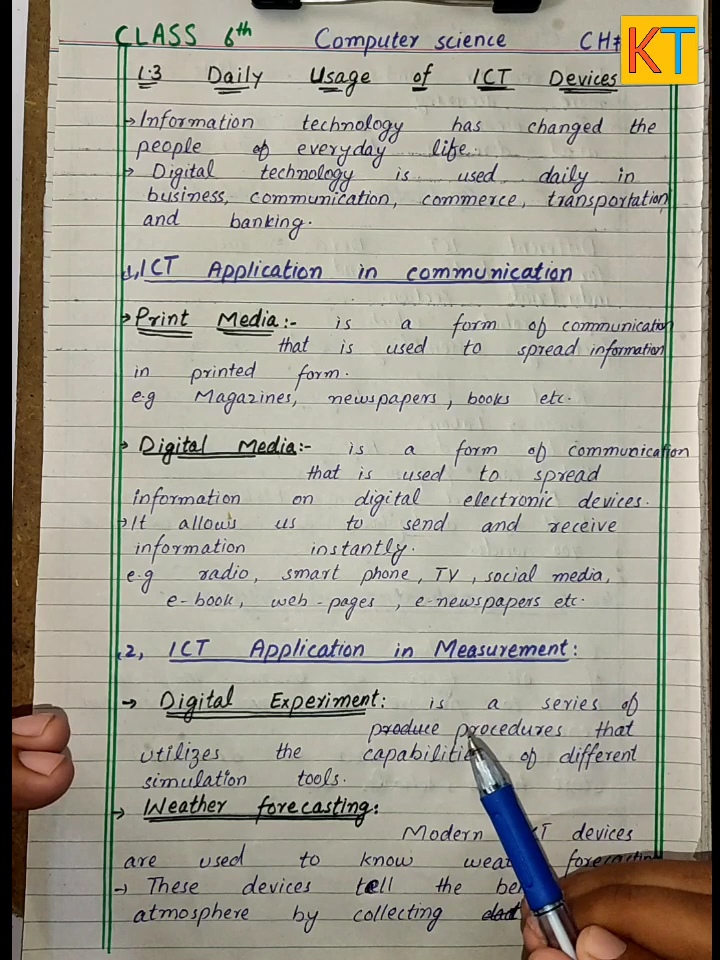 CLASS 6th Computer science CH#
KT
1.3 Daily Usage of ICT Devices
→ Information technology has changed the
people of everyday life.
→ Digital technology is used daily in
business, communication, commerce, transportation,
and banking.
1, ICT Application in communication
→ Print Media:- is a form of communication
that is used to spread information
in printed form.
e.g Magazines, newspapers, books etc.
→ Digital Media:- is a form of communication
that is used to spread
information on digital electronic devices.
→ It allows us to send and receive
information instantly.
e.g radio, smart phone, TV, social media,
e-book, web-pages, e-newspapers etc.
2, ICT Application in Measurement:
→ Digital Experiment: is a series of
produce procedures that
utilizes the capabilities of different
simulation tools.
→ Weather forecasting:
Modern devices
are used to know forecasting
→ These devices tell the
atmosphere by collecting